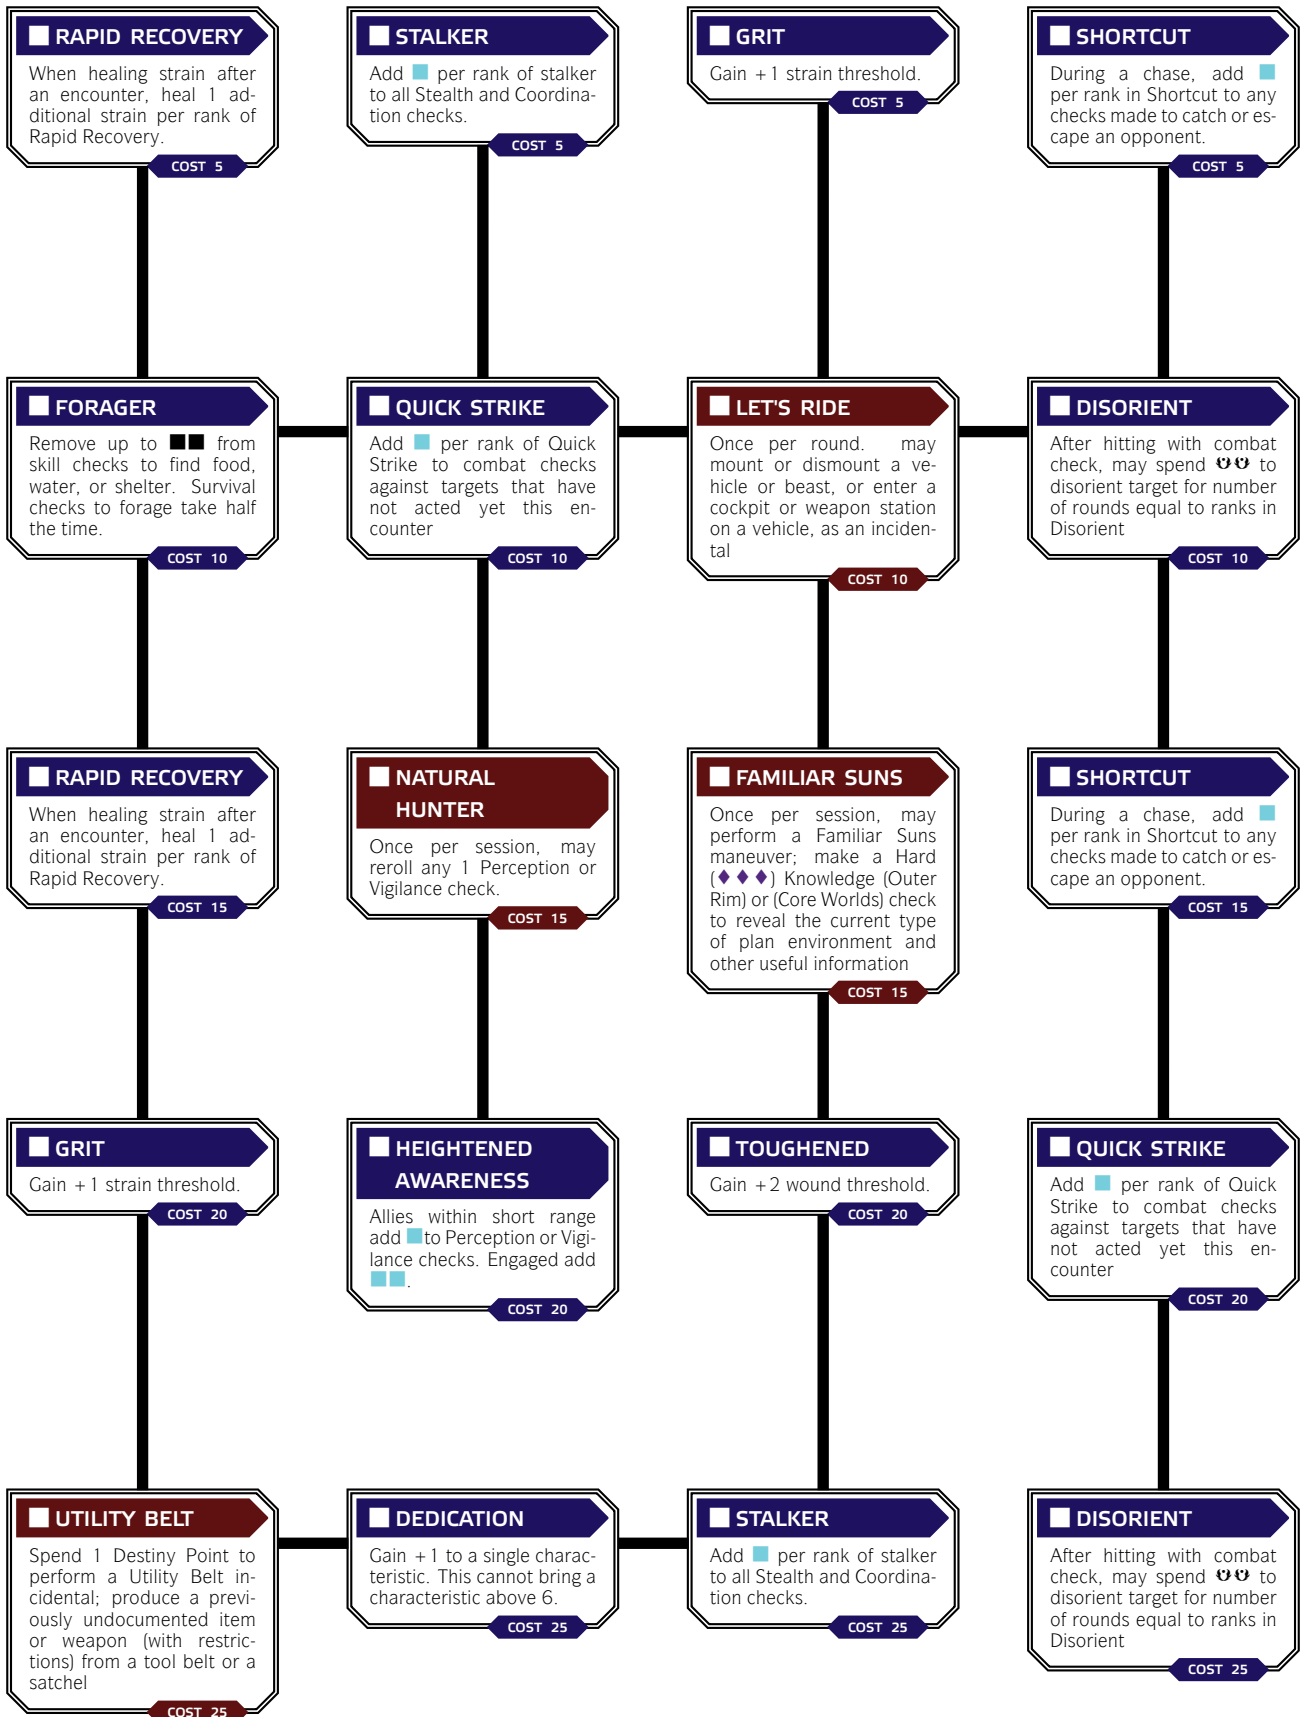 RAPID RECOVERY
When healing strain after
an encounter, heal 1 ad-
ditional strain per rank of
Rapid Recovery.
COST 5
STALKER
Add per rank of stalker
to all Stealth and Coordina-
tion checks.
COST 5
GRIT
Gain +1 strain threshold.
COST 5
SHORTCUT
During a chase, add
per rank in Shortcut to any
checks made to catch or es-
cape an opponent.
COST 5
FORAGER
Remove up to from
skill checks to find food,
water, or shelter. Survival
checks to forage take half
the time.
COST 10
QUICK STRIKE
Add per rank of Quick
Strike to combat checks
against targets that have
not acted yet this en-
counter
COST 10
LET'S RIDE
Once per round. may
mount or dismount a ve-
hicle or beast, or enter a
cockpit or weapon station
on a vehicle, as an inciden-
tal
COST 10
DISORIENT
After hitting with combat
check, may spend to
disorient target for number
of rounds equal to ranks in
Disorient
COST 10
RAPID RECOVERY
When healing strain after
an encounter, heal 1 ad-
ditional strain per rank of
Rapid Recovery.
COST 15
NATURAL
HUNTER
Once per session, may
reroll any 1 Perception or
Vigilance check.
COST 15
FAMILIAR SUNS
Once per session, may
perform a Familiar Suns
maneuver; make a Hard
(♦♦♦) Knowledge (Outer
Rim) or (Core Worlds) check
to reveal the current type
of plan environment and
other useful information
COST 15
SHORTCUT
During a chase, add
per rank in Shortcut to any
checks made to catch or es-
cape an opponent.
COST 15
GRIT
Gain +1 strain threshold.
COST 20
HEIGHTENED
AWARENESS
Allies within short range
add to Perception or Vigi-
lance checks. Engaged add
.
COST 20
TOUGHENED
Gain +2 wound threshold.
COST 20
QUICK STRIKE
Add per rank of Quick
Strike to combat checks
against targets that have
not acted yet this en-
counter
COST 20
UTILITY BELT
Spend 1 Destiny Point to
perform a Utility Belt in-
cidental; produce a previ-
ously undocumented item
or weapon (with restric-
tions) from a tool belt or a
satchel
COST 25
DEDICATION
Gain +1 to a single charac-
teristic. This cannot bring a
characteristic above 6.
COST 25
STALKER
Add per rank of stalker
to all Stealth and Coordina-
tion checks.
COST 25
DISORIENT
After hitting with combat
check, may spend to
disorient target for number
of rounds equal to ranks in
Disorient
COST 25